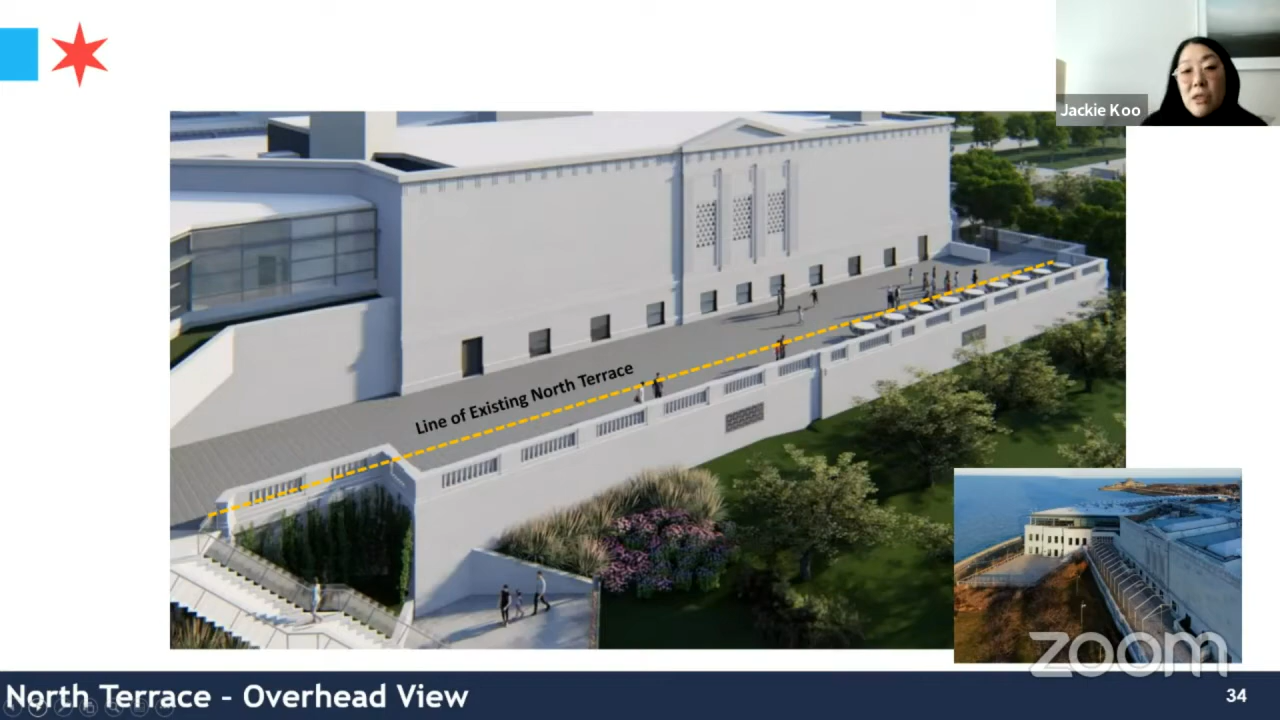 Jackie Koo
Line of Existing North Terrace
zoom
North Terrace - Overhead View
34